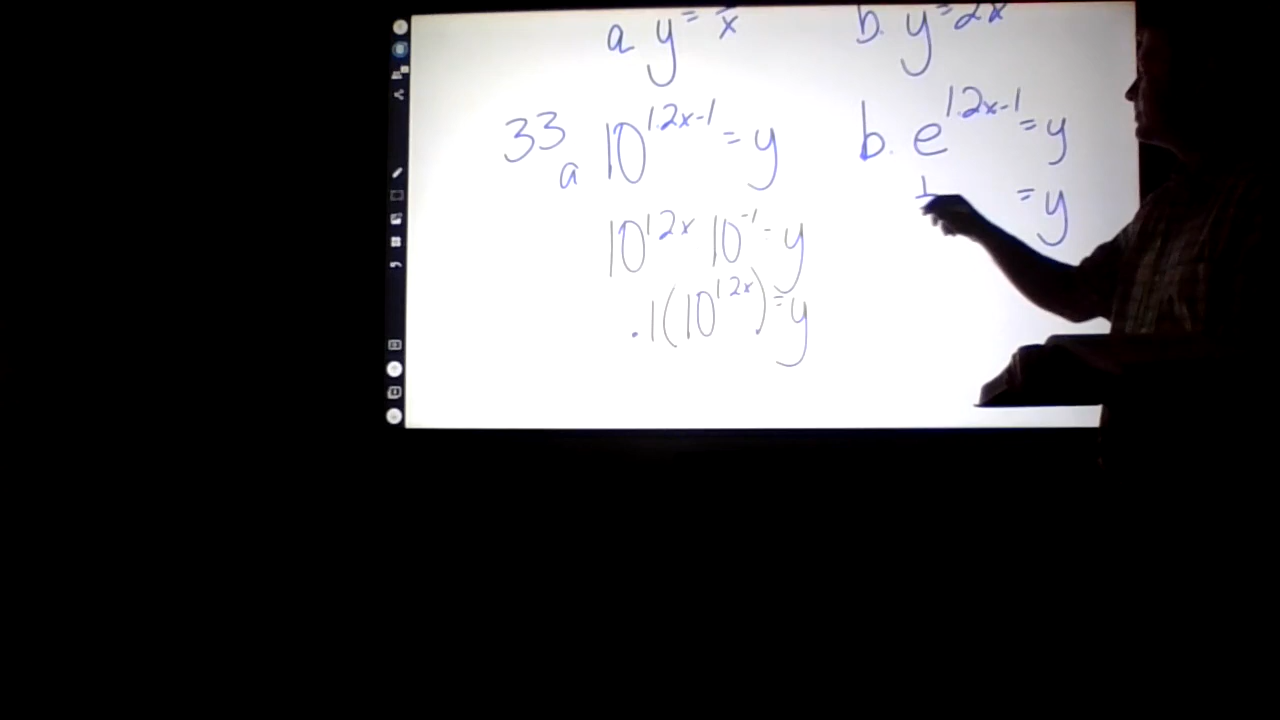 a y = /x b. y = 2x
33 a 10^1.2x-1 = y b. e^1.2x-1 = y
10^1.2x 10^-1 = y = y
.1(10^1.2x) = y